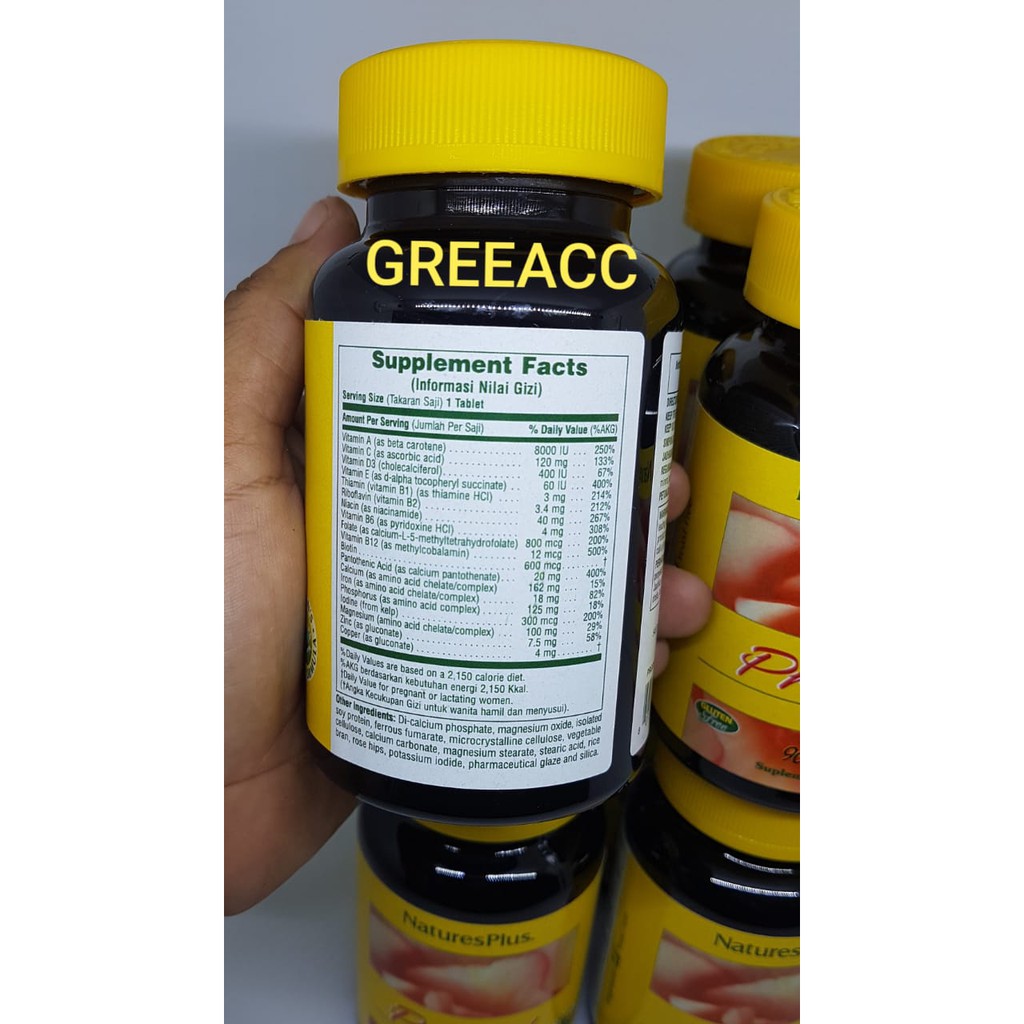 GREEACC
Supplement Facts
(Informasi Nilai Gizi)
Serving Size (Takaran Saji) 1 Tablet
Amount Per Serving (Jumlah Per Saji) % Daily Value (%AKG)
Vitamin A (as beta carotene) 8000 IU ... 250%
Vitamin C (as ascorbic acid) 120 mg ... 133%
Vitamin D3 (cholecalciferol) 400 IU ... 67%
Vitamin E (as d-alpha tocopheryl succinate) 60 IU ... 400%
Thiamin (vitamin B1) (as thiamine HCl) 3 mg ... 214%
Riboflavin (vitamin B2) 3.4 mg ... 212%
Niacin (as niacinamide) 40 mg ... 267%
Vitamin B6 (as pyridoxine HCl) 4 mg ... 308%
Folate (as calcium-L-5-methyltetrahydrofolate) 800 mcg ... 200%
Vitamin B12 (as methylcobalamin) 12 mcg ... 500%
Biotin 600 mcg ... †
Pantothenic Acid (as calcium pantothenate) 20 mg ... 400%
Calcium (as amino acid chelate/complex) 162 mg ... 15%
Iron (as amino acid chelate/complex) 18 mg ... 82%
Phosphorus (as amino acid complex) 125 mg ... 18%
Iodine (from kelp) 300 mcg ... 200%
Magnesium (amino acid chelate/complex) 100 mg ... 29%
Zinc (as gluconate) 7.5 mg ... 58%
Copper (as gluconate) 4 mg ... †
%Daily Values are based on a 2,150 calorie diet.
%AKG berdasarkan kebutuhan energi 2,150 Kkal.
(†Daily Value for pregnant or lactating women.
(†Angka Kecukupan Gizi untuk wanita hamil dan menyusui).
Other ingredients: Di-calcium phosphate, magnesium oxide, isolated
soy protein, ferrous fumarate, microcrystalline cellulose, vegetable
cellulose, calcium carbonate, magnesium stearate, stearic acid, rice
bran, rose hips, potassium iodide, pharmaceutical glaze and silica.
GLUTEN
Free
NaturesPlus.
Natures